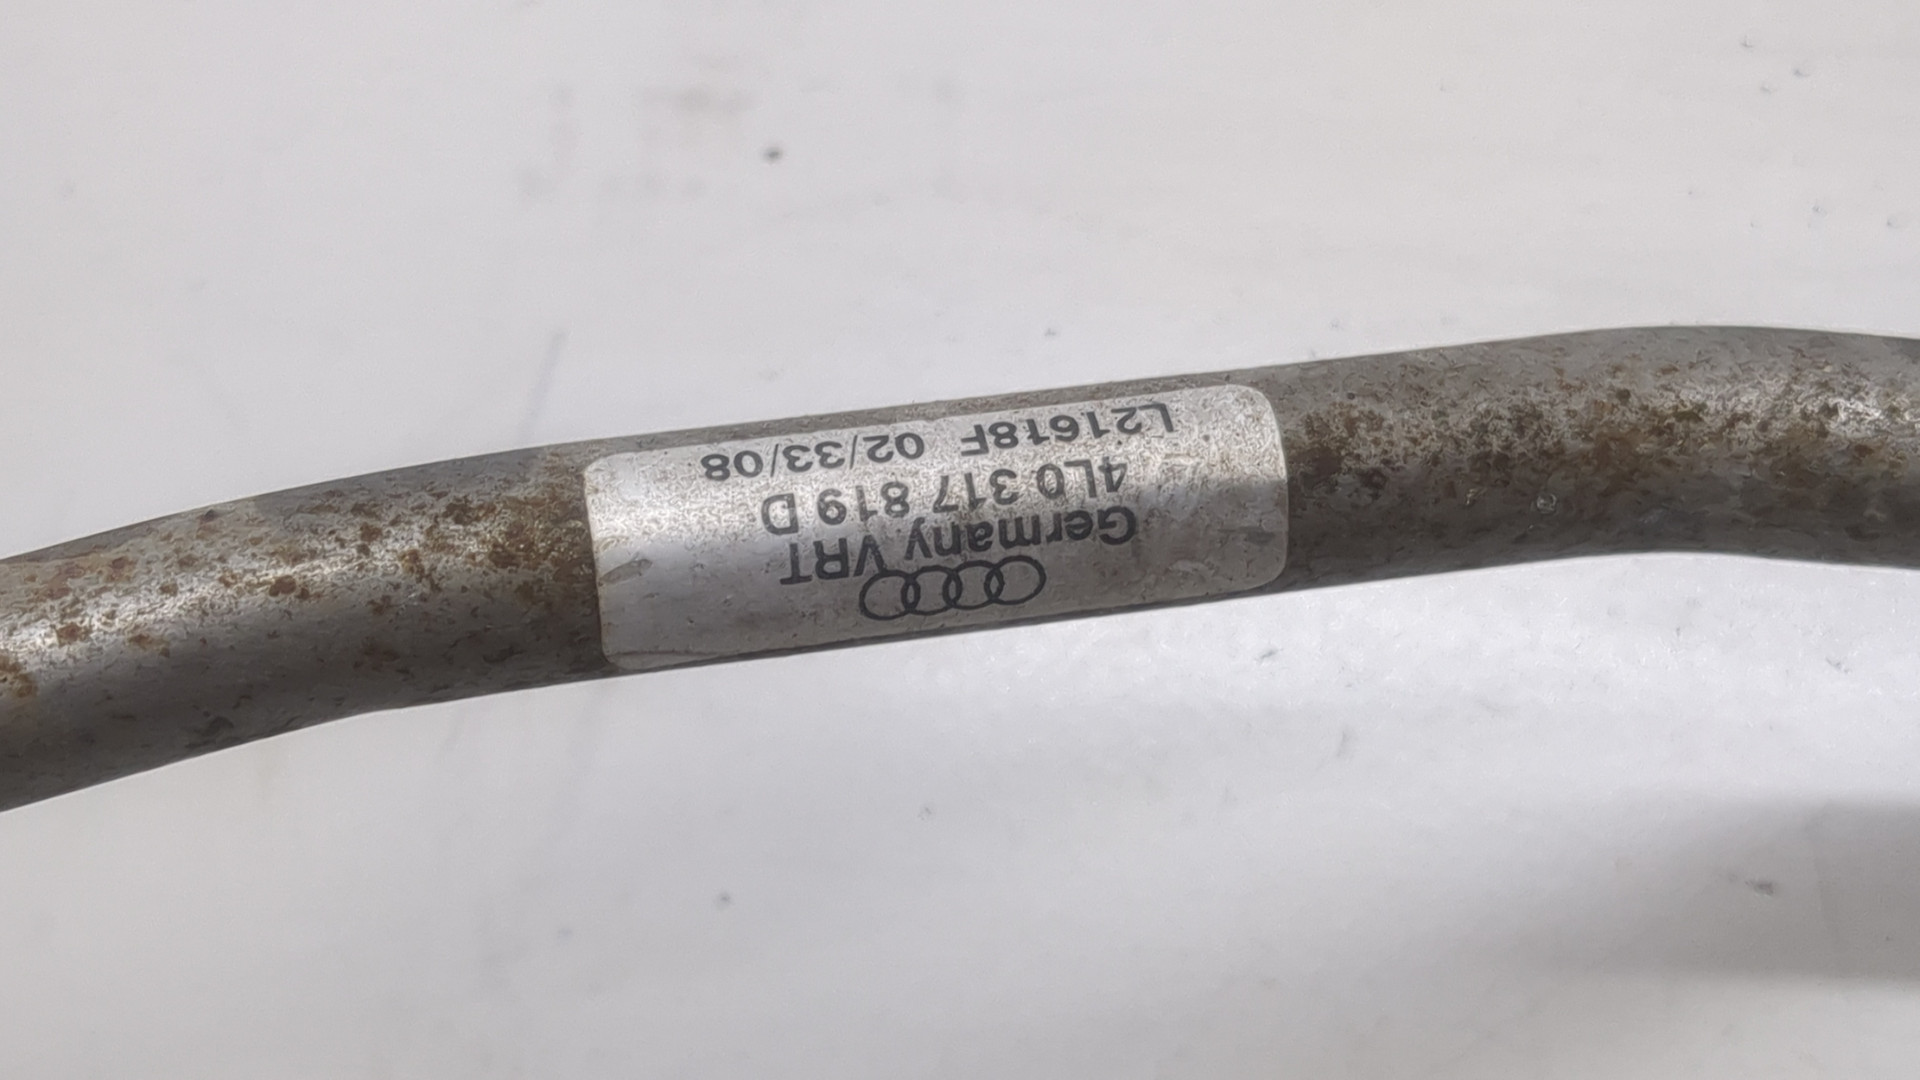 Germany VRT
4L0 317 819 D
L21618F 02/33/08